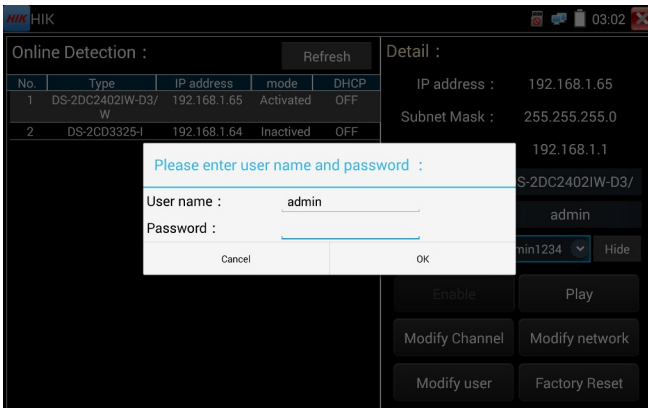 HIK HIK 03:02
Online Detection : Refresh
No. Type IP address mode DHCP
1 DS-2DC2402IW-D3/W 192.168.1.65 Activated OFF
2 DS-2CD3325-I 192.168.1.64 Inactived OFF
Detail :
IP address : 192.168.1.65
Subnet Mask : 255.255.255.0
192.168.1.1
S-2DC2402IW-D3/
admin
min1234 Hide
Enable Play
Modify Channel Modify network
Modify user Factory Reset
Please enter user name and password :
User name : admin
Password :
Cancel OK